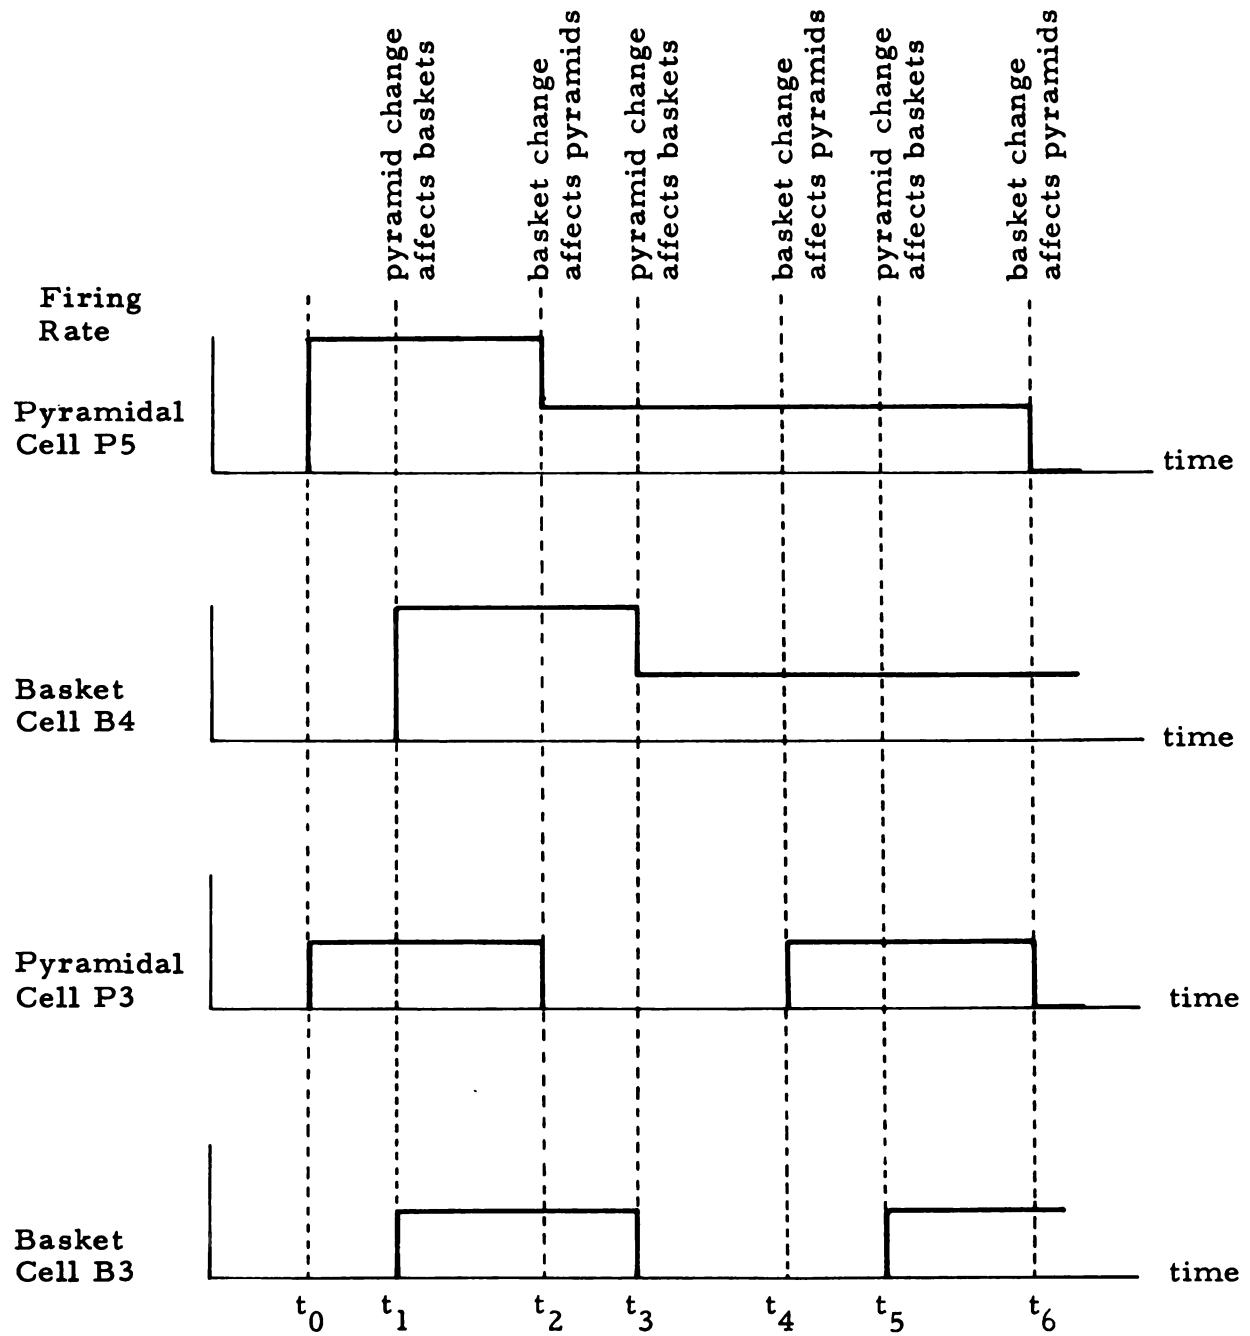 pyramid change
affects baskets
basket change
affects pyramids
pyramid change
affects baskets
basket change
affects pyramids
pyramid change
affects baskets
basket change
affects pyramids
Firing
Rate
Pyramidal
Cell P5
time
Basket
Cell B4
time
Pyramidal
Cell P3
time
Basket
Cell B3
time
t0 t1 t2 t3 t4 t5 t6